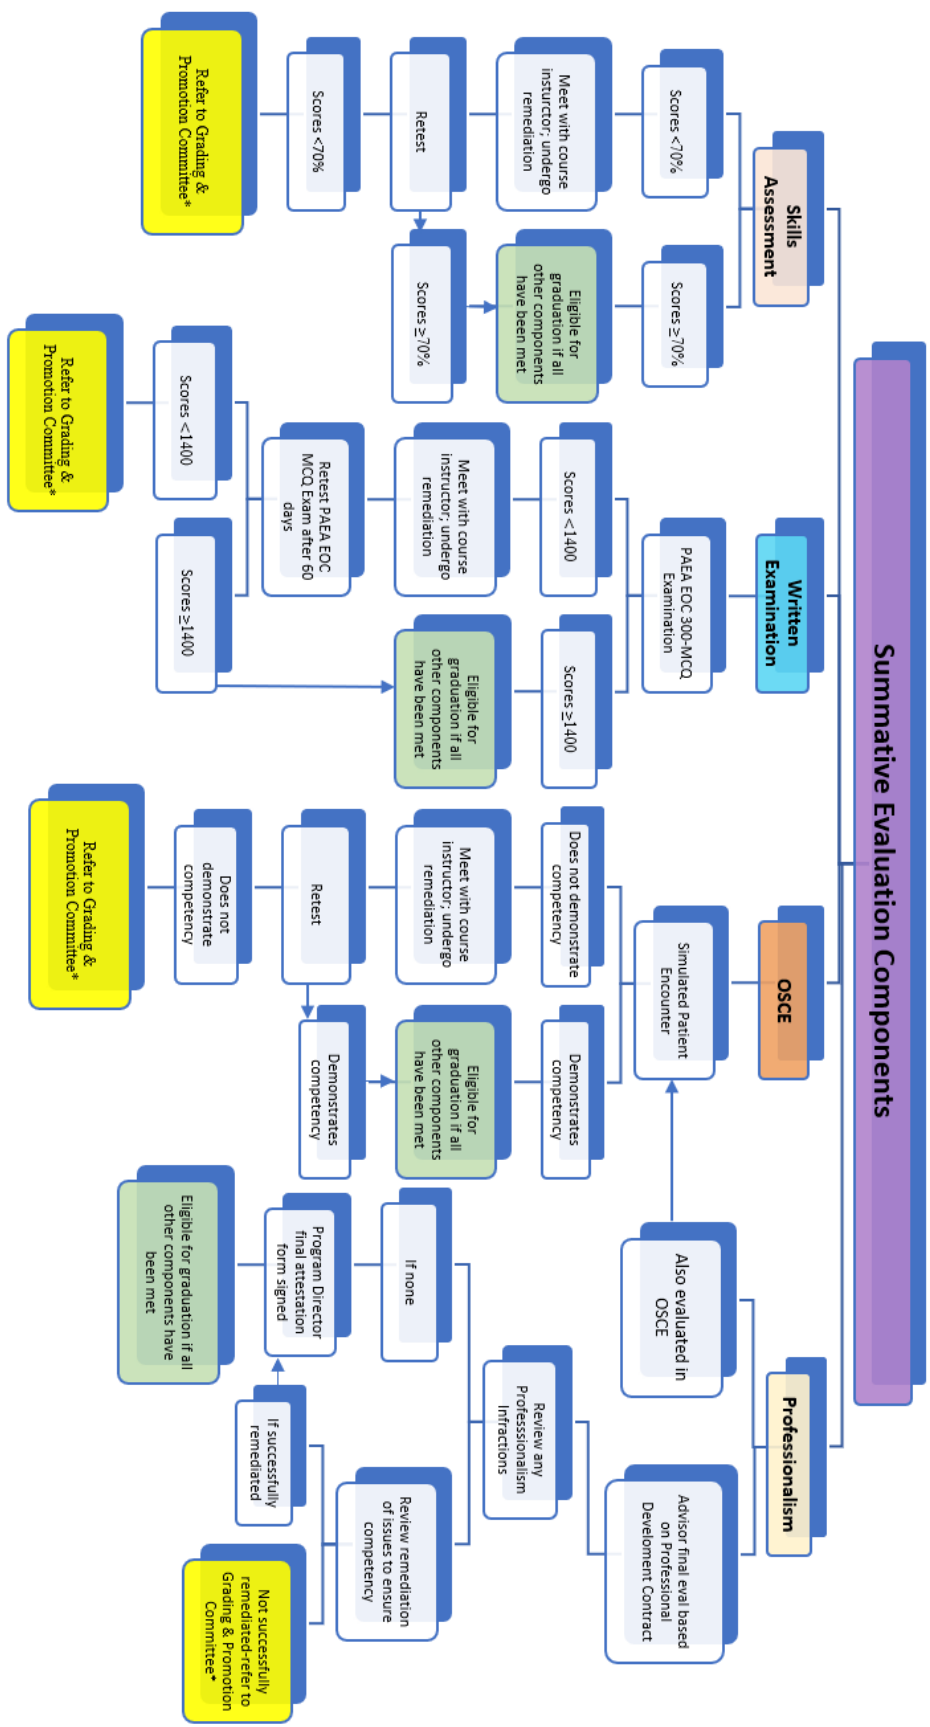 Summative Evaluation Components
Skills
Assessment
Scores <70%
Meet with course
insturctor; undergo
remediation
Retest
Scores <70%
Refer to Grading &
Promotion Committee*
Scores ≥70%
Eligible for
graduation if all
other components
have been met
Scores ≥70%
Written
Examination
PAEA EOC 300-MCQ
Examination
Scores <1400
Meet with course
instructor; undergo
remediation
Retest PAEA EOC
MCQ Exam after 60
days
Scores <1400
Refer to Grading &
Promotion Committee*
Scores ≥1400
Scores ≥1400
Eligible for
graduation if all
other components
have been met
OSCE
Simulated Patient
Encounter
Does not demonstrate
competency
Meet with course
instructor; undergo
remediation
Retest
Does not
demonstrate
competency
Refer to Grading &
Promotion Committee*
Demonstrates
competency
Eligible for
graduation if all
other components
have been met
Demonstrates
competency
Professionalism
Also evaluated in
OSCE
Advisor final eval based
on Professional
Develoment Contract
Review any
Professsionalism
Infractions
If none
Program Director
final attestation
form signed
Eligible for graduation if all
other components have
been met
Review remediation
of issues to ensure
competency
If successfully
remediated
Not successfully
remediated-refer to
Grading & Promotion
Committee*